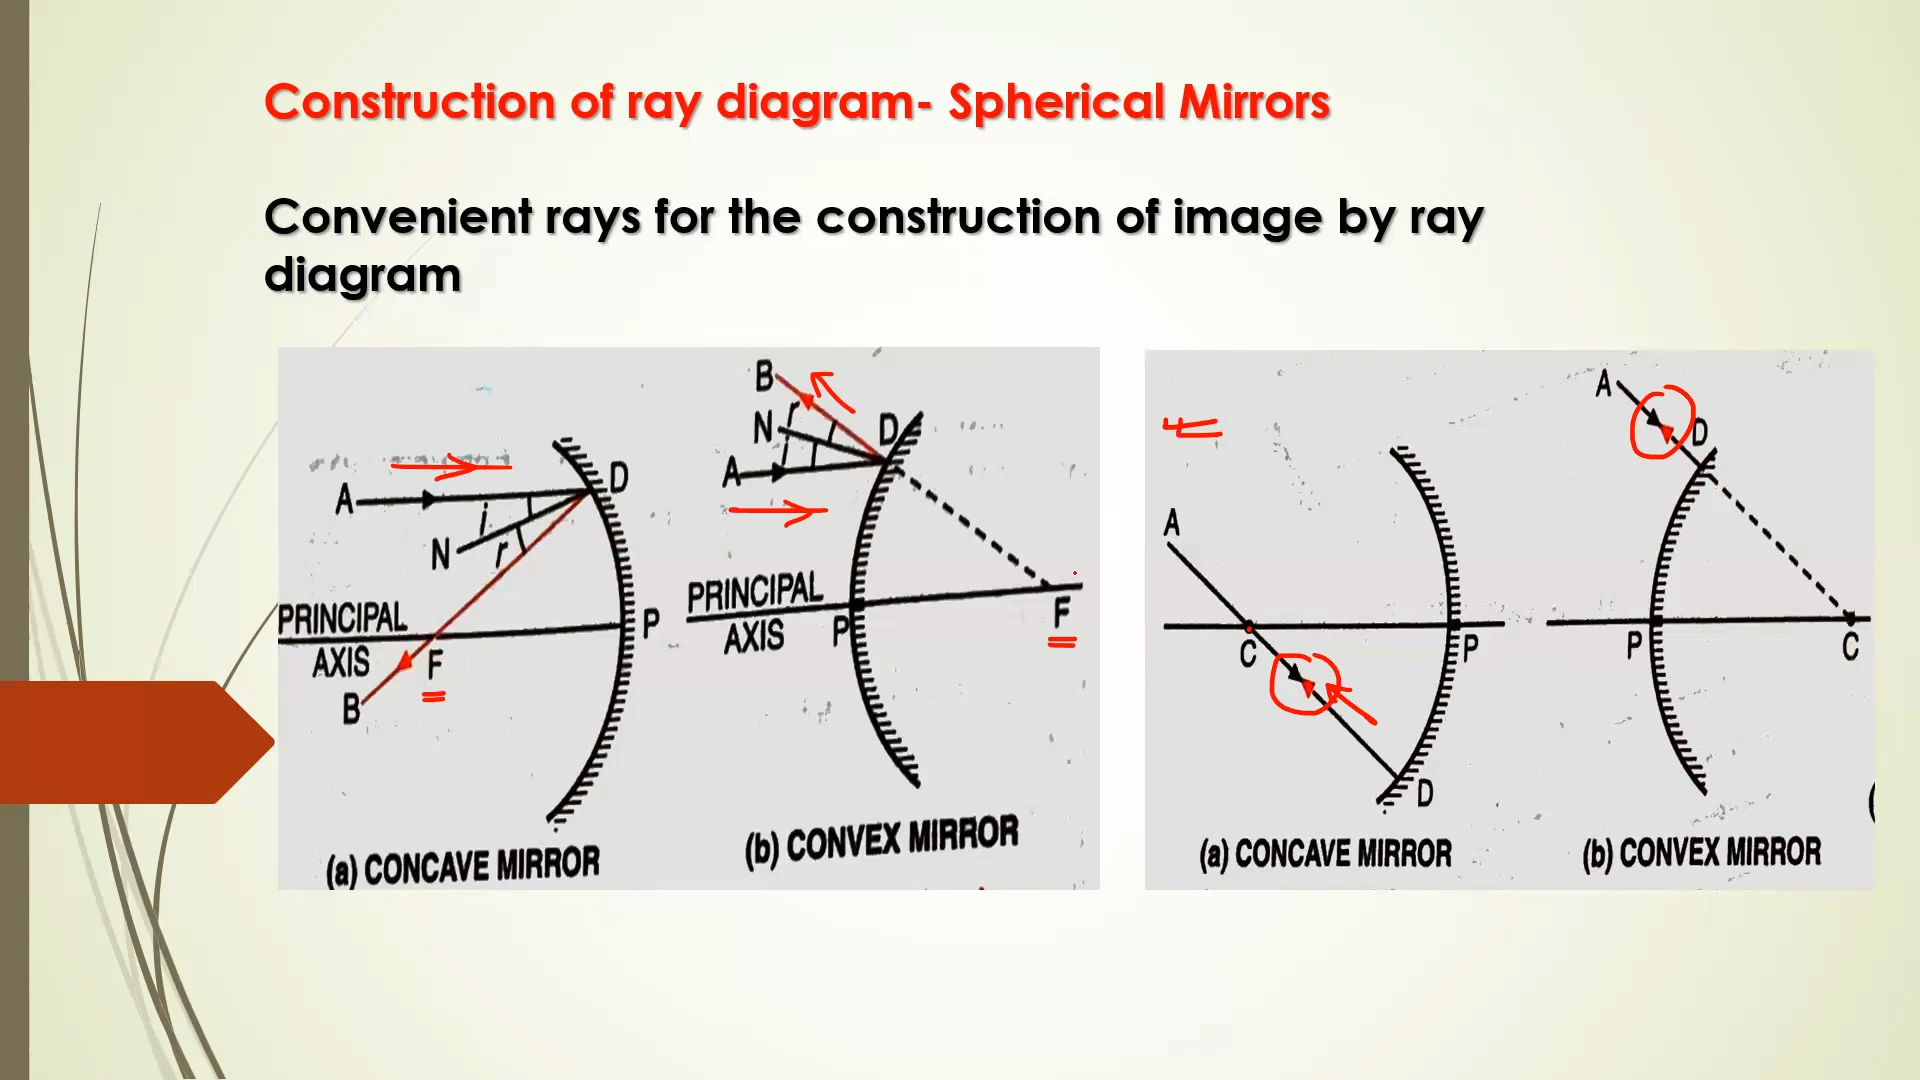 Construction of ray diagram- Spherical Mirrors
Convenient rays for the construction of image by ray
diagram
A
D
i
N
r
PRINCIPAL
AXIS
F
P
B
(a) CONCAVE MIRROR
B
N
r
i
A
D
PRINCIPAL
AXIS
P
F
(b) CONVEX MIRROR
A
C
P
D
(a) CONCAVE MIRROR
A
D
P
C
(b) CONVEX MIRROR